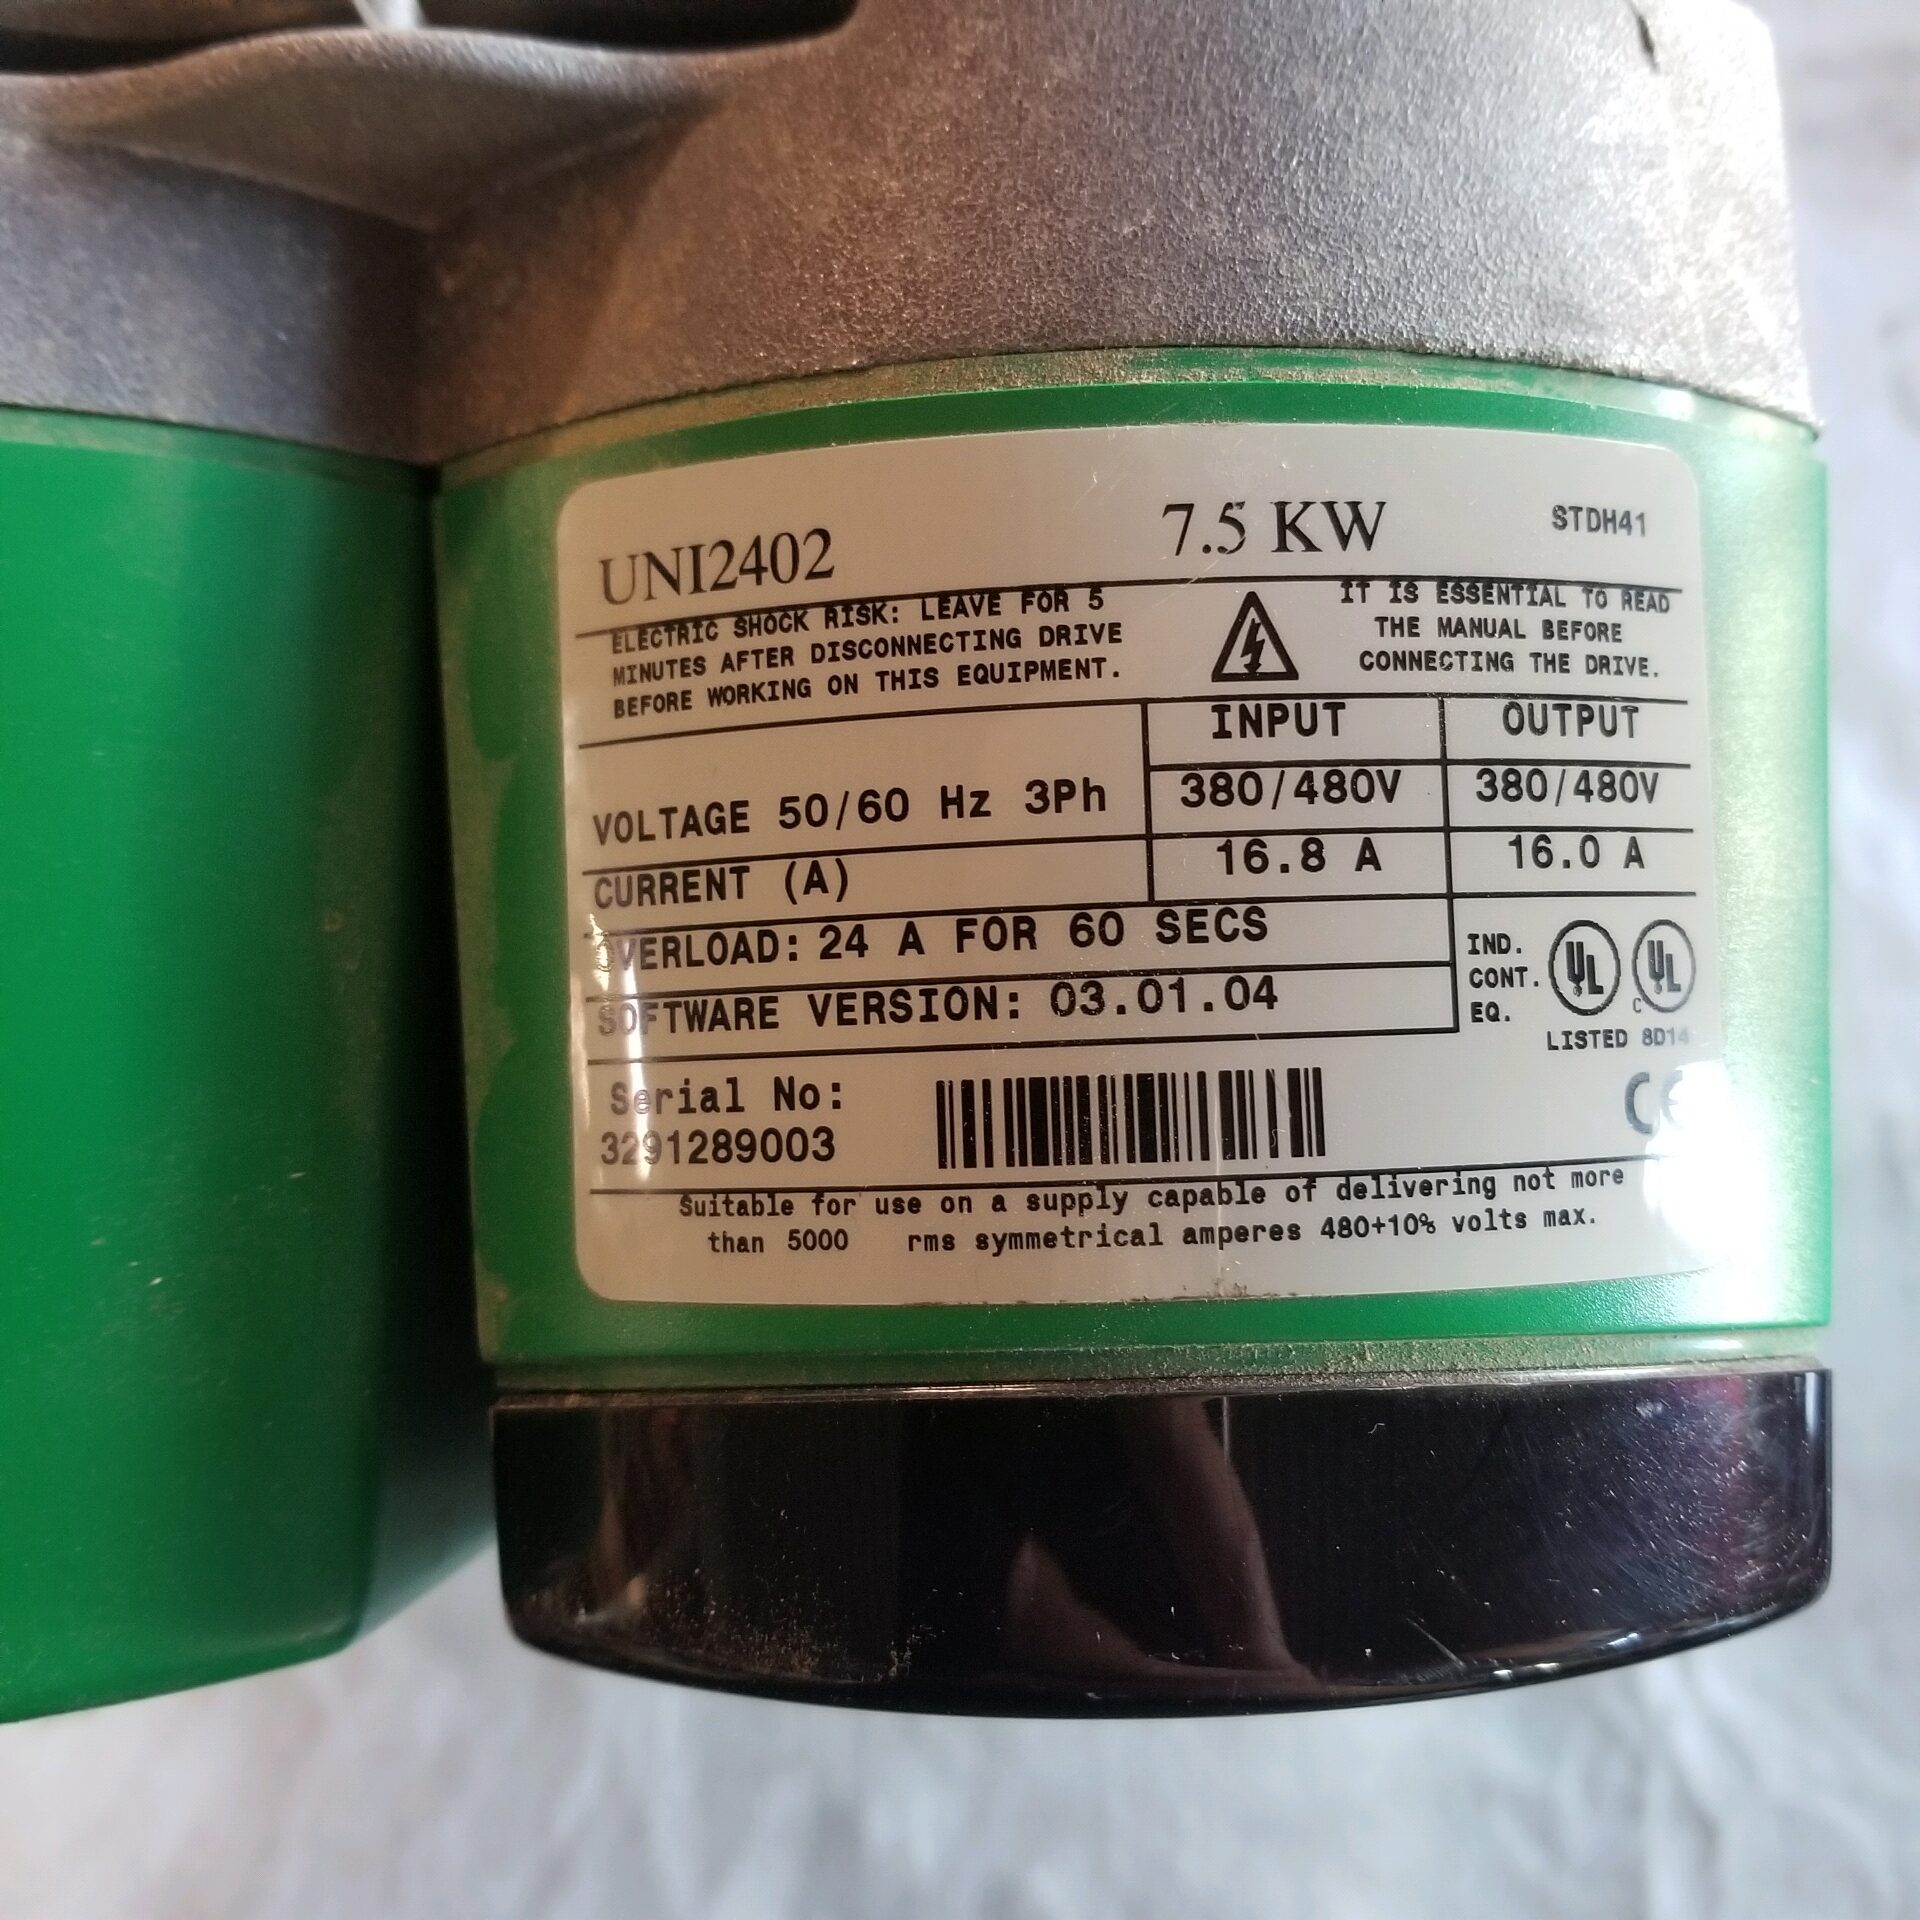 UNI2402 7.5 KW STDH41
ELECTRIC SHOCK RISK: LEAVE FOR 5
MINUTES AFTER DISCONNECTING DRIVE
BEFORE WORKING ON THIS EQUIPMENT.
IT IS ESSENTIAL TO READ
THE MANUAL BEFORE
CONNECTING THE DRIVE.
INPUT OUTPUT
VOLTAGE 50/60 Hz 3Ph 380/480V 380/480V
CURRENT (A) 16.8 A 16.0 A
OVERLOAD: 24 A FOR 60 SECS
SOFTWARE VERSION: 03.01.04
IND.
CONT.
EQ.
UL
c UL
LISTED 8D14
Serial No:
3291289003
CE
Suitable for use on a supply capable of delivering not more
than 5000 rms symmetrical amperes 480+10% volts max.